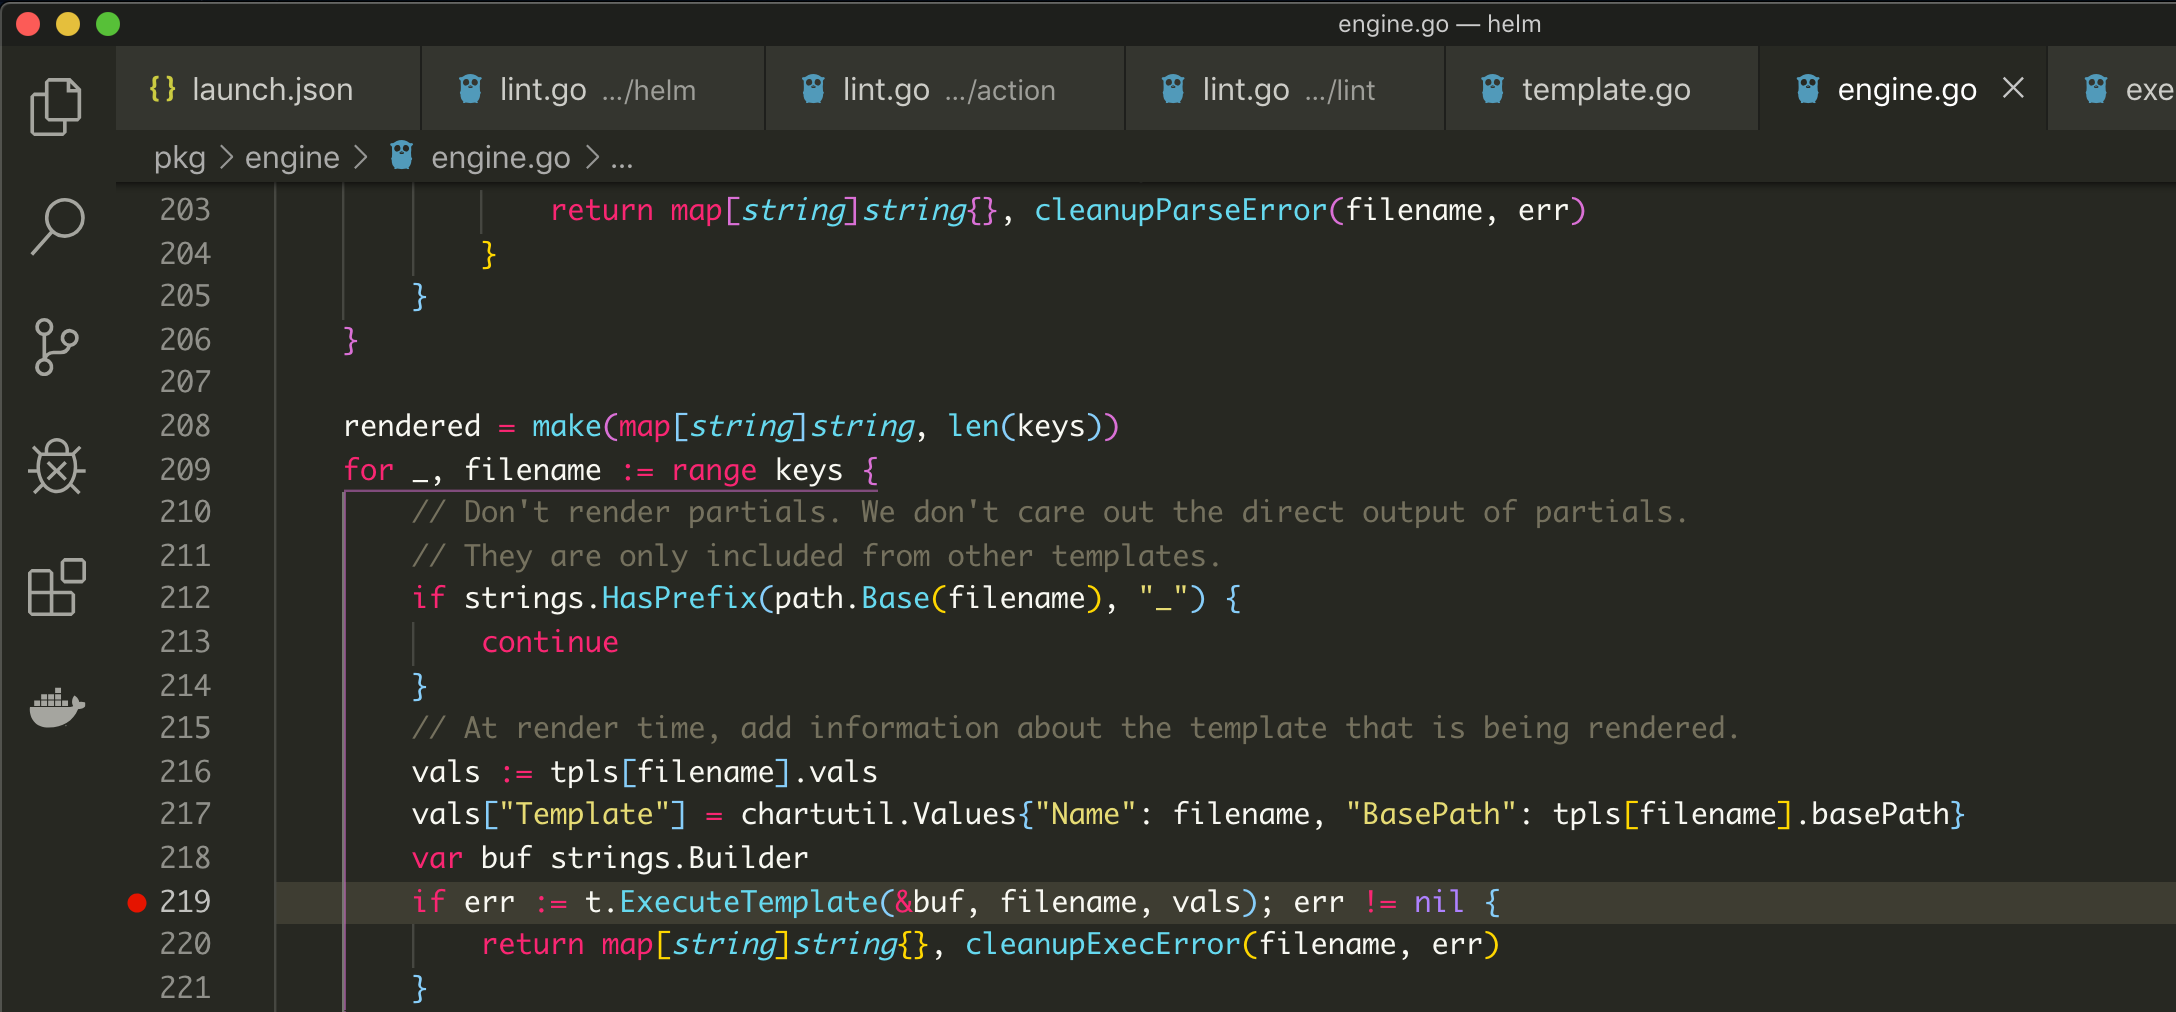 engine.go — helm
{} launch.json lint.go .../helm lint.go .../action lint.go .../lint template.go engine.go exe
pkg > engine > engine.go > ...
203 return map[string]string{}, cleanupParseError(filename, err)
204 }
205 }
206 }
207
208 rendered = make(map[string]string, len(keys))
209 for _, filename := range keys {
210 // Don't render partials. We don't care out the direct output of partials.
211 // They are only included from other templates.
212 if strings.HasPrefix(path.Base(filename), "_") {
213 continue
214 }
215 // At render time, add information about the template that is being rendered.
216 vals := tpls[filename].vals
217 vals["Template"] = chartutil.Values{"Name": filename, "BasePath": tpls[filename].basePath}
218 var buf strings.Builder
219 if err := t.ExecuteTemplate(&buf, filename, vals); err != nil {
220 return map[string]string{}, cleanupExecError(filename, err)
221 }